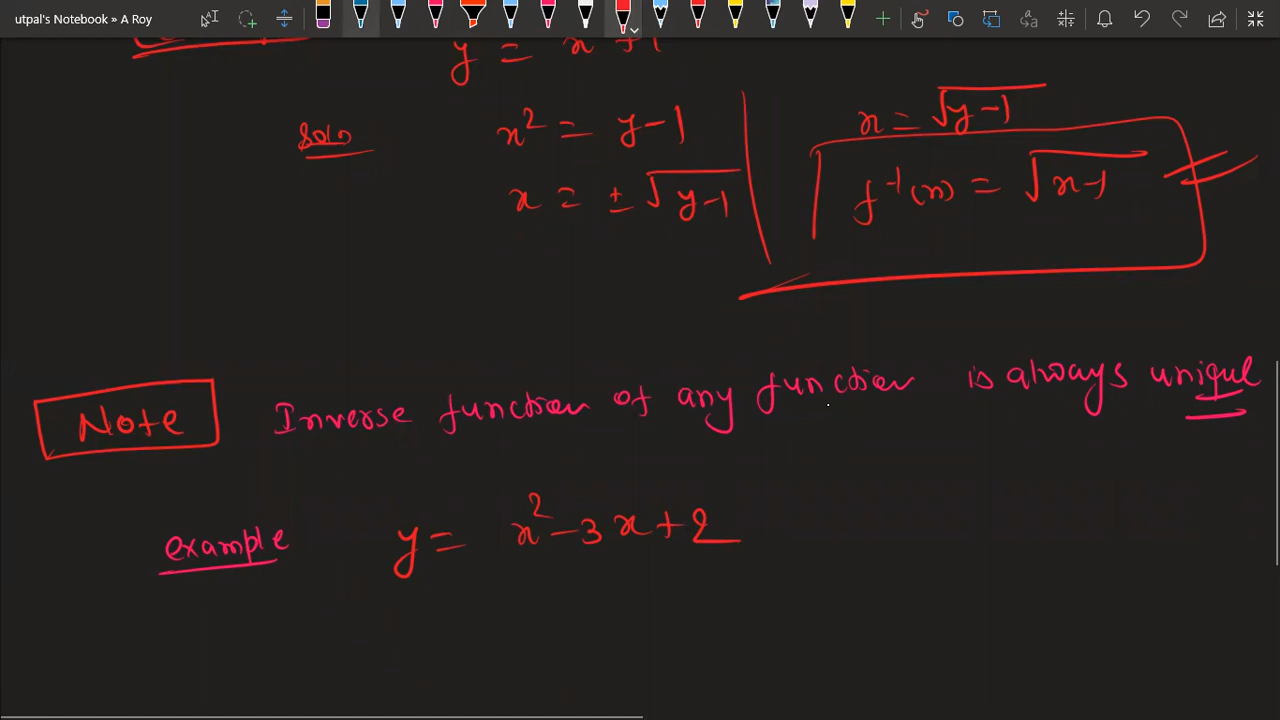 utpal's Notebook » A Roy
y = x + 1
Soln
x² = y - 1
x = ± √y-1
x = √y-1
f⁻¹(x) = √x-1
Note Inverse function of any function is always unique
example y = x² - 3x + 2